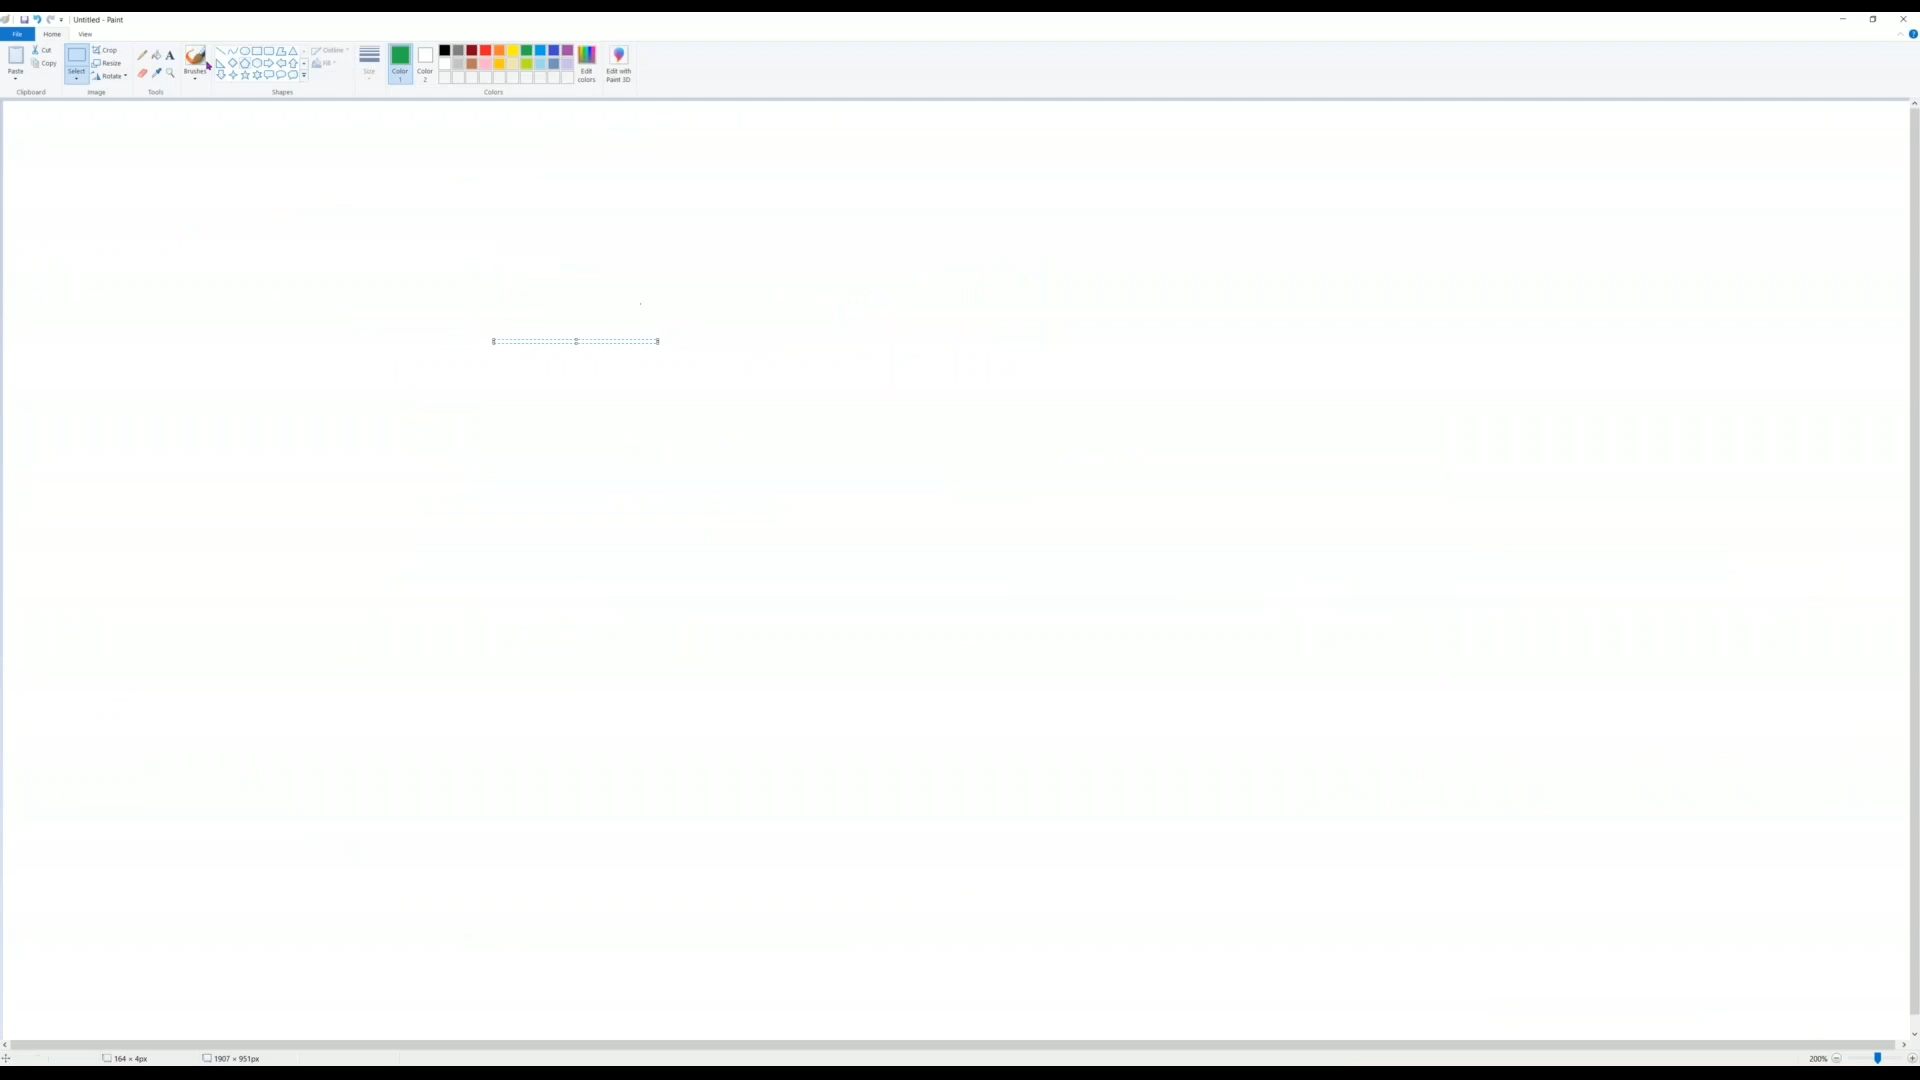 Untitled - Paint
File Home View
Paste
Cut
Copy
Clipboard
Select
Crop
Resize
Rotate
Image
A
Tools
Brushes
Outline
Fill
Shapes
Size
Color 1
Color 2
Edit colors
Colors
Edit with Paint 3D
164 × 4px
1907 × 951px
200%